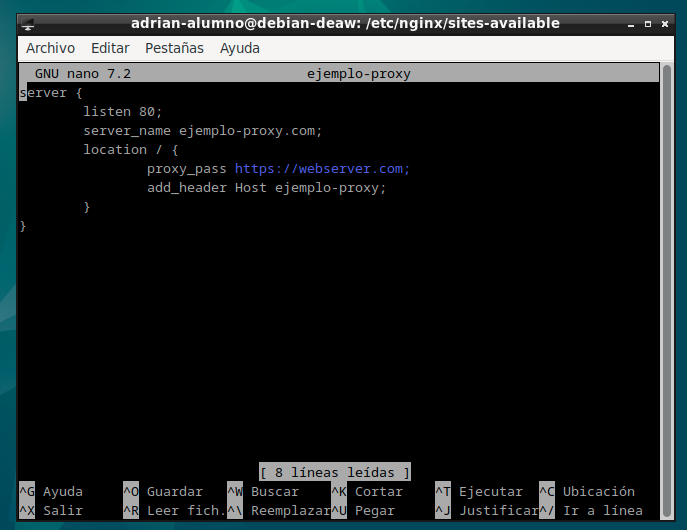 adrian-alumno@debian-deaw: /etc/nginx/sites-available
Archivo Editar Pestañas Ayuda
GNU nano 7.2 ejemplo-proxy
server {
listen 80;
server_name ejemplo-proxy.com;
location / {
proxy_pass https://webserver.com;
add_header Host ejemplo-proxy;
}
}
[ 8 líneas leídas ]
^G Ayuda ^O Guardar ^W Buscar ^K Cortar ^T Ejecutar ^C Ubicación
^X Salir ^R Leer fich. ^\ Reemplazar ^U Pegar ^J Justificar ^/ Ir a línea